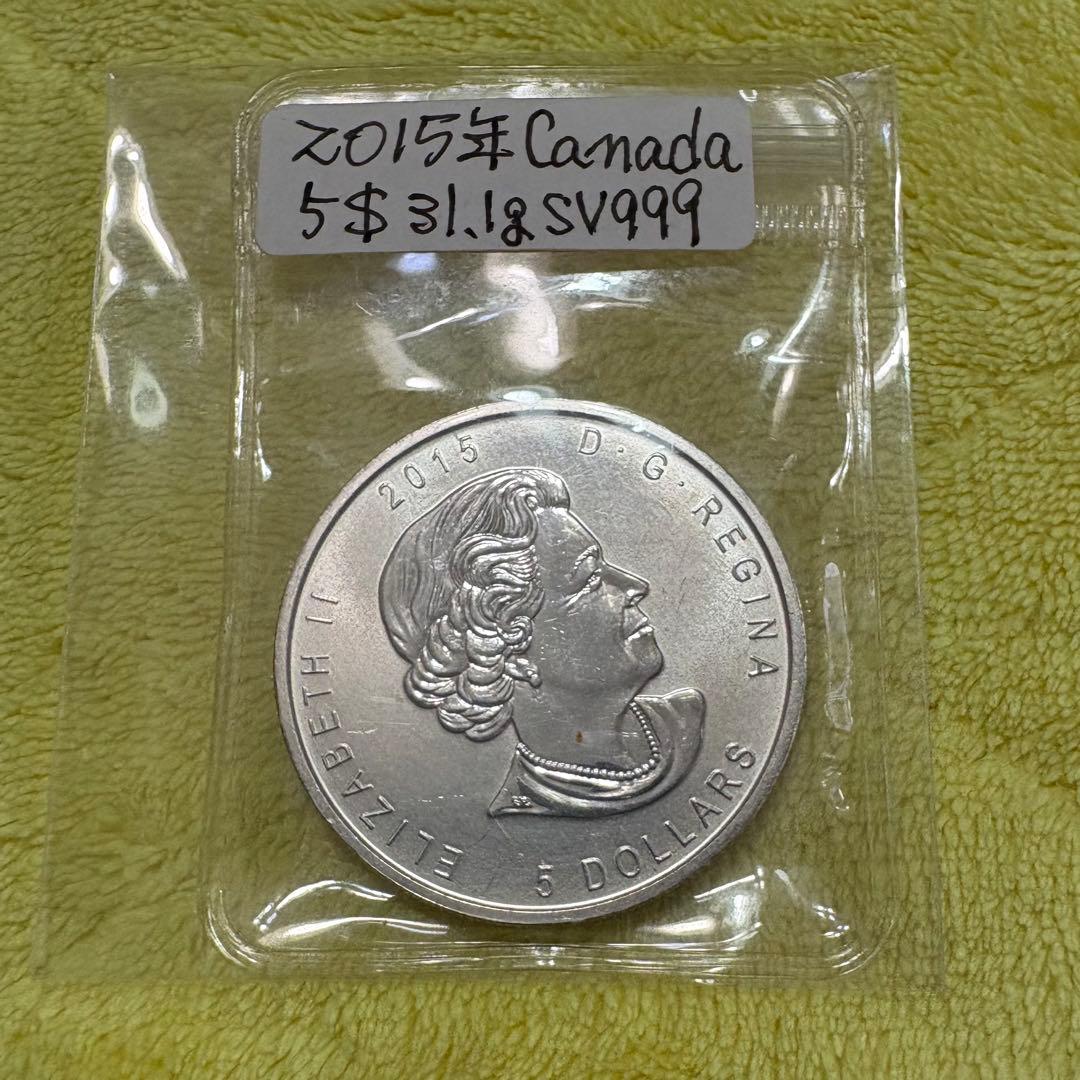 2015年Canada
5$ 31.1g SV999
ELIZABETH II 2015 D·G·REGINA
5 DOLLARS